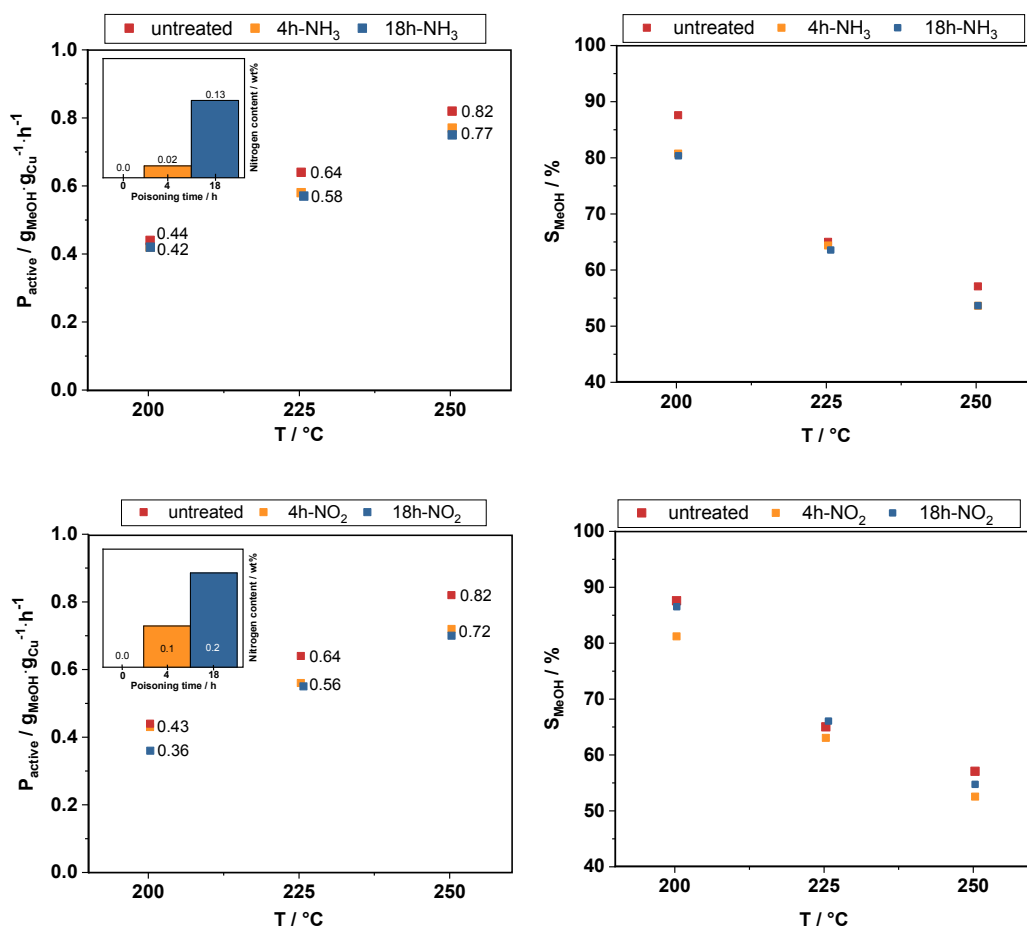 untreated 4h-NH3 18h-NH3
1.0
0.8
0.6
0.4
0.2
0.0
Pactive / gMeOH·gCu-1·h-1
200 225 250
T / °C
0.44
0.42
0.64
0.58
0.82
0.77
0.0 0.02 0.13
0 4 18
Poisoning time / h
Nitrogen content / wt%
untreated 4h-NH3 18h-NH3
100
90
80
70
60
50
40
SMeOH / %
200 225 250
T / °C
untreated 4h-NO2 18h-NO2
1.0
0.8
0.6
0.4
0.2
0.0
Pactive / gMeOH·gCu-1·h-1
200 225 250
T / °C
0.43
0.36
0.64
0.56
0.82
0.72
0.0 0.1 0.2
0 4 18
Poisoning time / h
Nitrogen content / wt%
untreated 4h-NO2 18h-NO2
100
90
80
70
60
50
40
SMeOH / %
200 225 250
T / °C